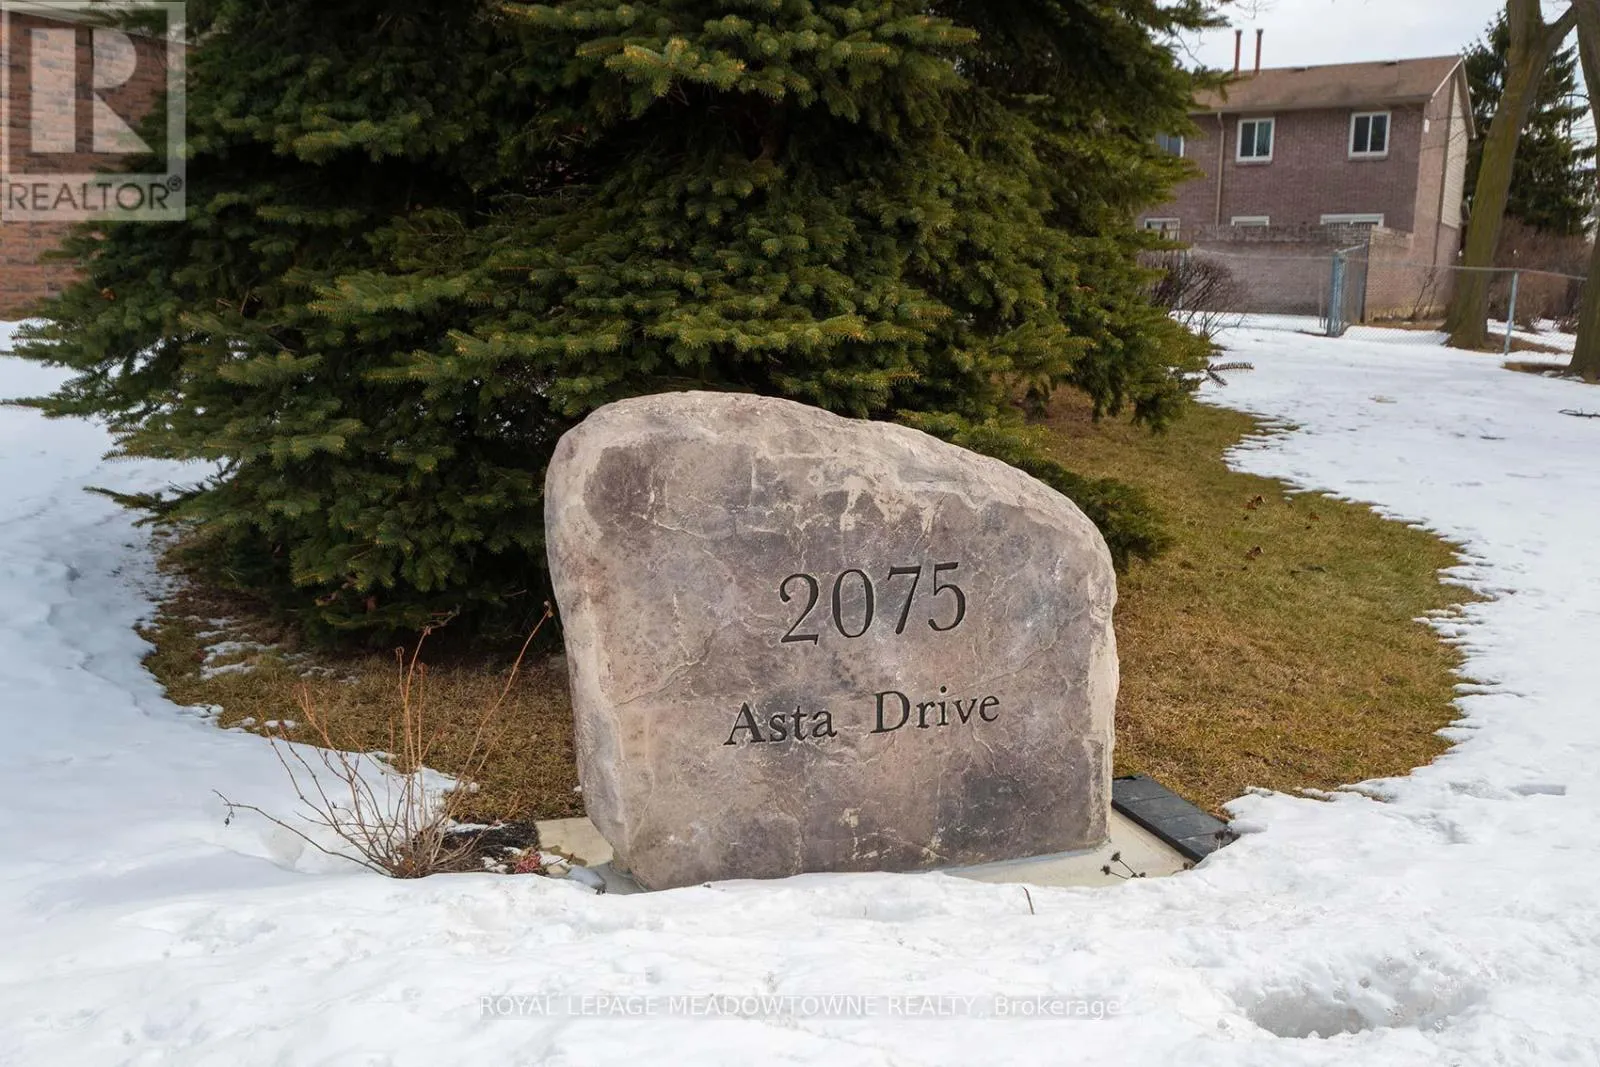 R
REALTOR®
2075
Asta Drive
ROYAL LEPAGE MEADOWTOWNE REALTY, Brokerage